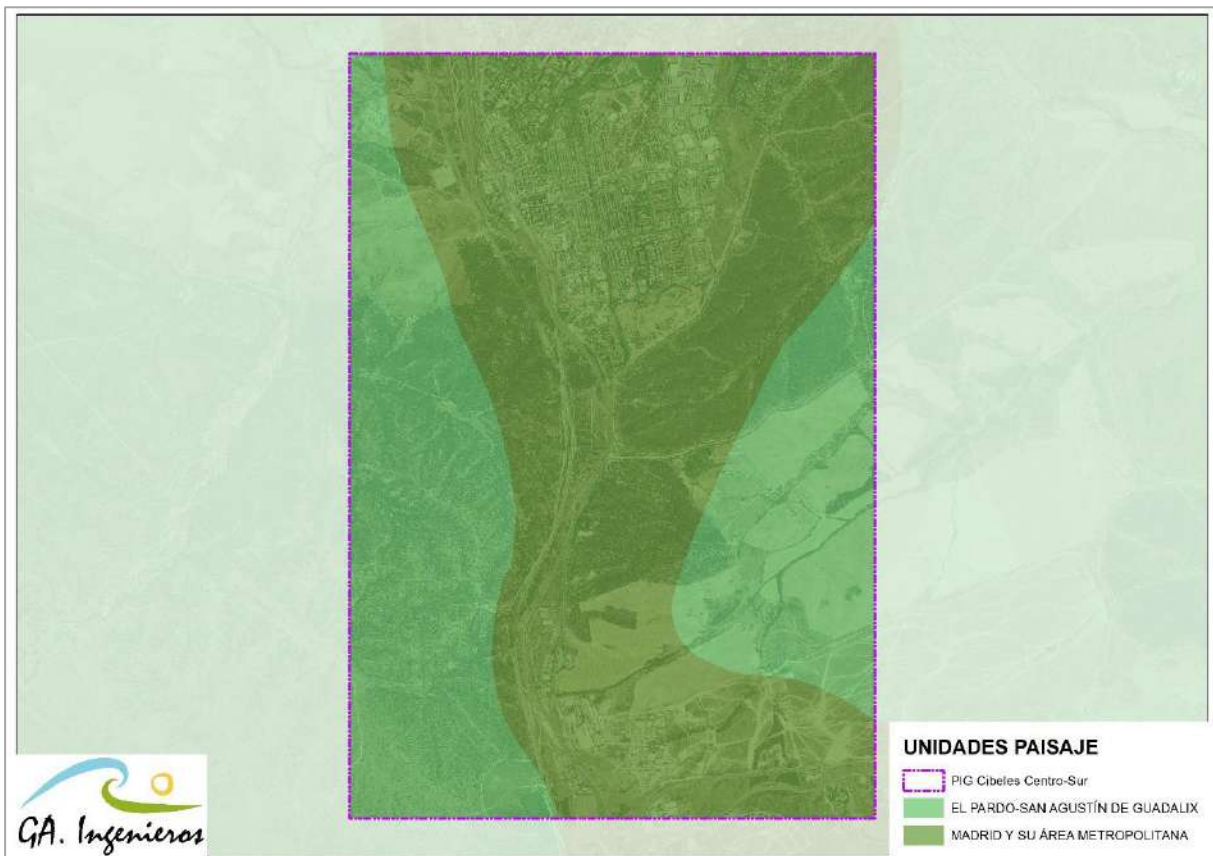 UNIDADES PAISAJE
PIG Cibeles Centro-Sur
EL PARDO-SAN AGUSTÍN DE GUADALIX
MADRID Y SU ÁREA METROPOLITANA
GA. Ingenieros